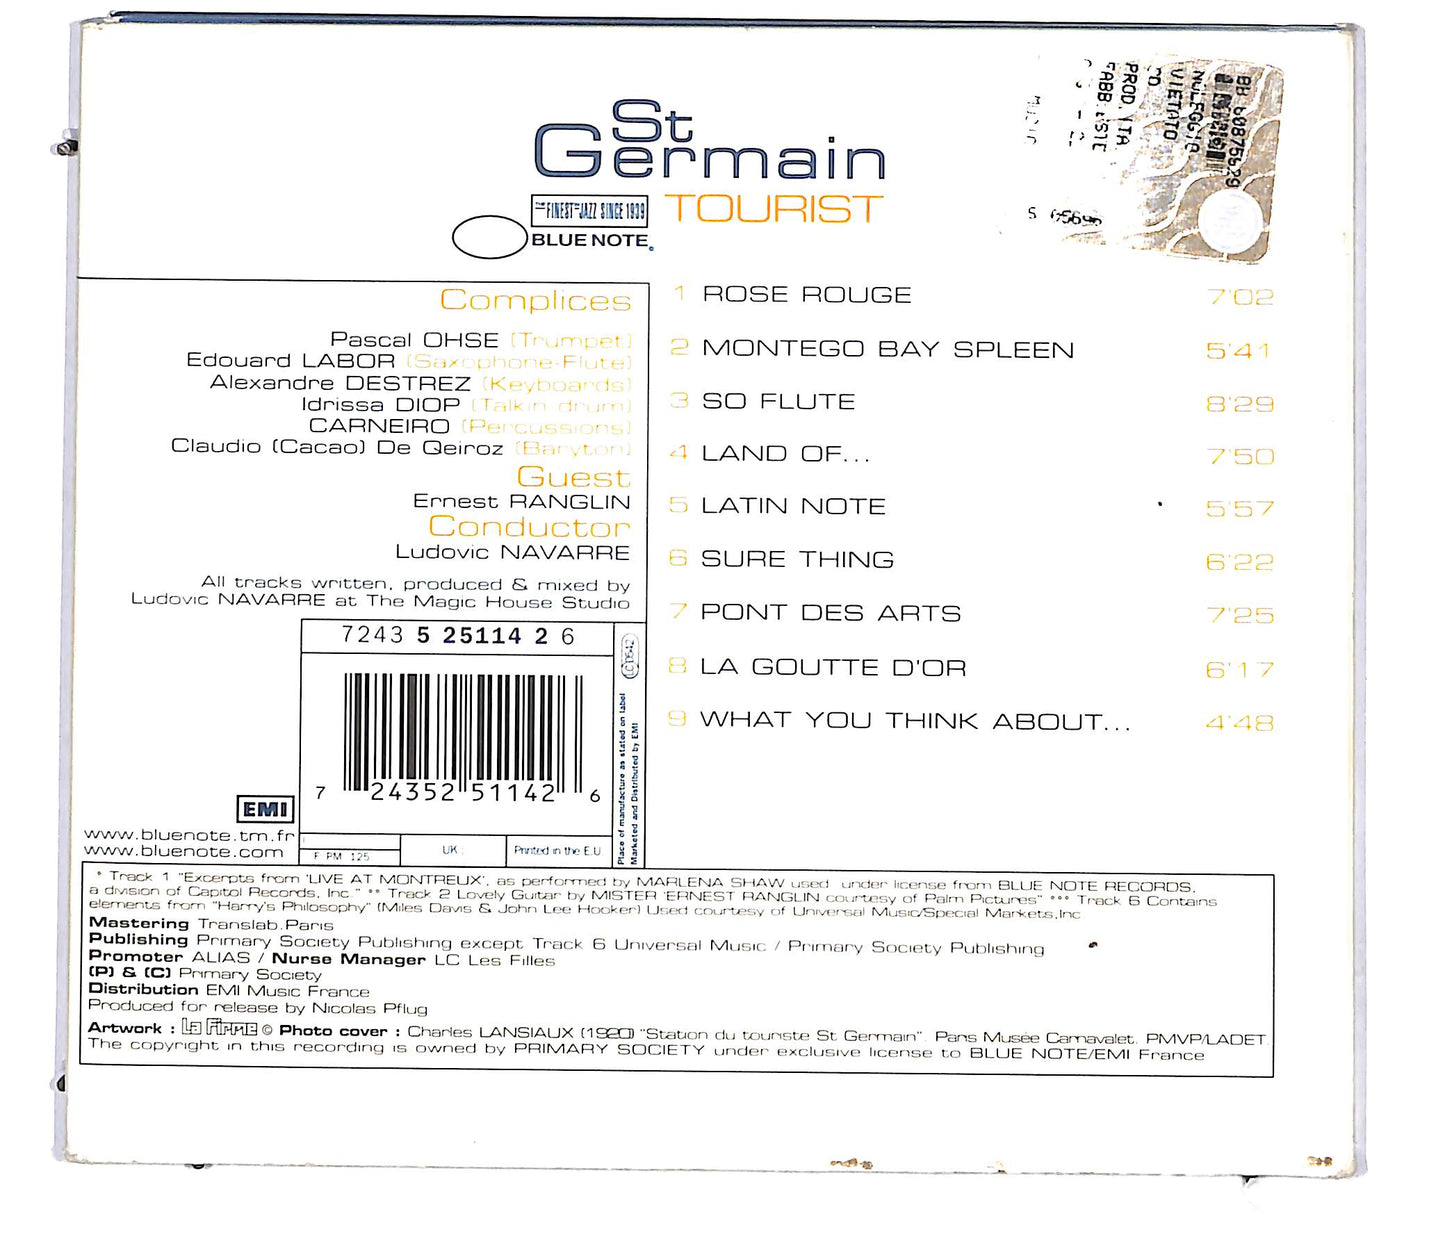 St
Germain
TOURIST
THE FINEST IN JAZZ SINCE 1939
BLUE NOTE
NOLEGGIO
VIETATO
S 05696
Complices
Pascal OHSE (Trumpet)
Edouard LABOR (Saxophone-Flute)
Alexandre DESTREZ (Keyboards)
Idrissa DIOP (Talkin drum)
CARNEIRO (Percussions)
Claudio (Cacao) De Qeiroz (Baryton)
Guest
Ernest RANGLIN
Conductor
Ludovic NAVARRE
All tracks written, produced & mixed by
Ludovic NAVARRE at The Magic House Studio
1 ROSE ROUGE 7'02
2 MONTEGO BAY SPLEEN 5'41
3 SO FLUTE 8'29
4 LAND OF... 7'50
5 LATIN NOTE 5'57
6 SURE THING 6'22
7 PONT DES ARTS 7'25
8 LA GOUTTE D'OR 6'17
9 WHAT YOU THINK ABOUT... 4'48
7243 5 25114 2 6
7 24352 51142 6
LC 0542
Place of manufacture as stated on label
Marketed and Distributed by EMI
EMI
www.bluenote.tm.fr
www.bluenote.com
F PM 125
UK :
Printed in the E.U
* Track 1 "Excerpts from 'LIVE AT MONTREUX', as performed by MARLENA SHAW used under license from BLUE NOTE RECORDS,
a division of Capitol Records, Inc." ** Track 2 Lovely Guitar by MISTER 'ERNEST RANGLIN courtesy of Palm Pictures" *** Track 6 Contains
elements from "Harry's Philosophy" (Miles Davis & John Lee Hooker) Used courtesy of Universal Music/Special Markets,Inc
Mastering Translab.Paris
Publishing Primary Society Publishing except Track 6 Universal Music / Primary Society Publishing
Promoter ALIAS / Nurse Manager LC Les Filles
(P) & (C) Primary Society
Distribution EMI Music France
Produced for release by Nicolas Pflug
Artwork : La Firme © Photo cover : Charles LANSIAUX (1920) "Station du touriste St Germain". Paris Musée Carnavalet. PMVP/LADET
The copyright in this recording is owned by PRIMARY SOCIETY under exclusive license to BLUE NOTE/EMI France